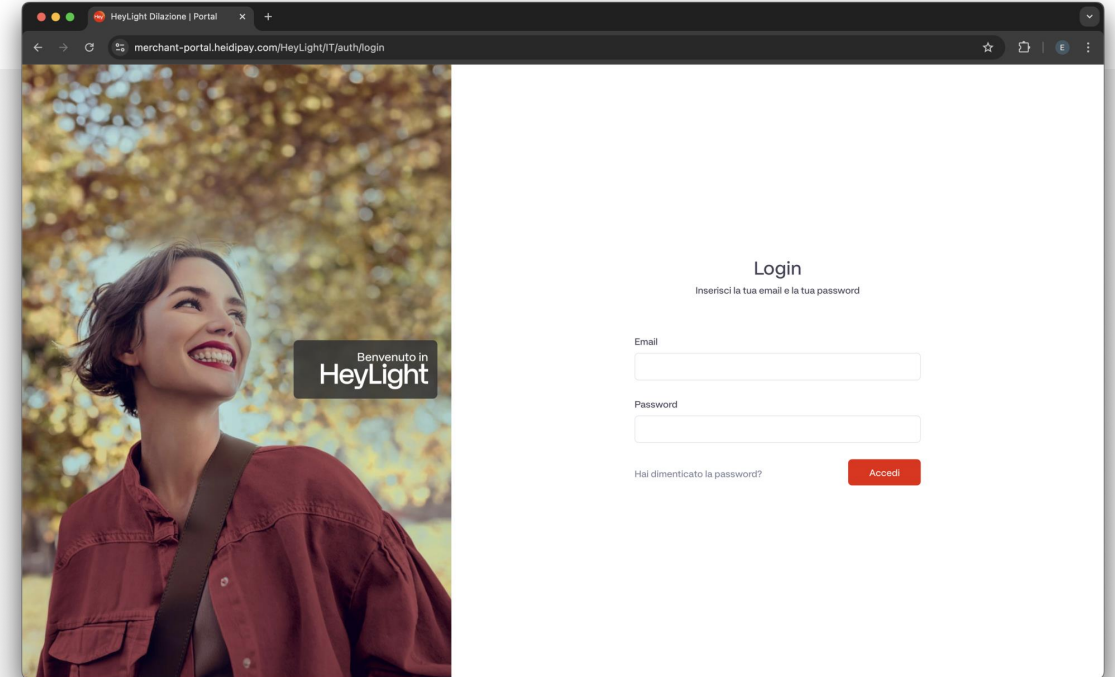 HeyLight Dilazione | Portal
merchant-portal.heidipay.com/HeyLight/IT/auth/login
E
Benvenuto in
HeyLight
Login
Inserisci la tua email e la tua password
Email
Password
Hai dimenticato la password?
Accedi